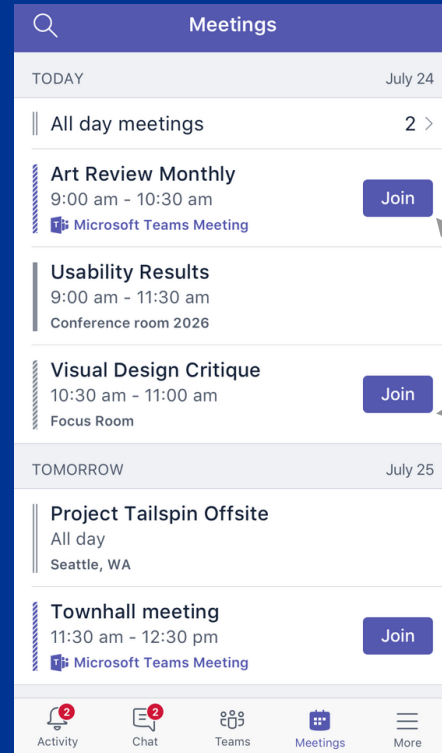 Meetings
TODAY July 24
All day meetings 2 >
Art Review Monthly
9:00 am - 10:30 am
Join
Microsoft Teams Meeting
Usability Results
9:00 am - 11:30 am
Conference room 2026
Visual Design Critique
10:30 am - 11:00 am
Join
Focus Room
TOMORROW July 25
Project Tailspin Offsite
All day
Seattle, WA
Townhall meeting
11:30 am - 12:30 pm
Join
Microsoft Teams Meeting
2 2
Activity Chat Teams Meetings More